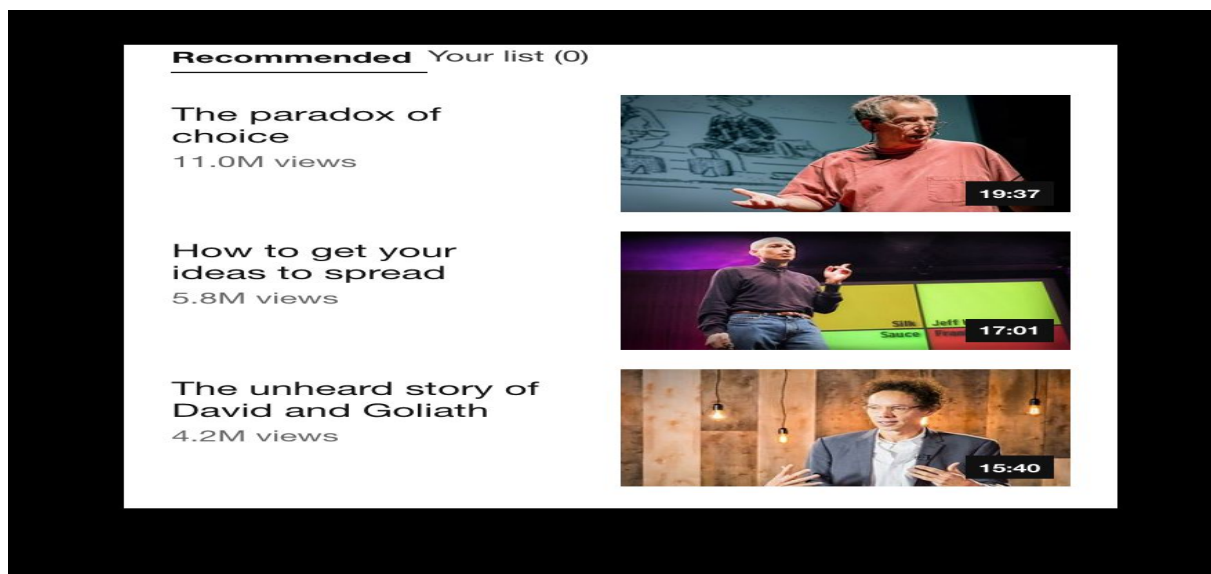 Recommended Your list (0)
The paradox of
choice
11.0M views
19:37
How to get your
ideas to spread
5.8M views
Silk
Jeff
Sauce
17:01
The unheard story of
David and Goliath
4.2M views
15:40